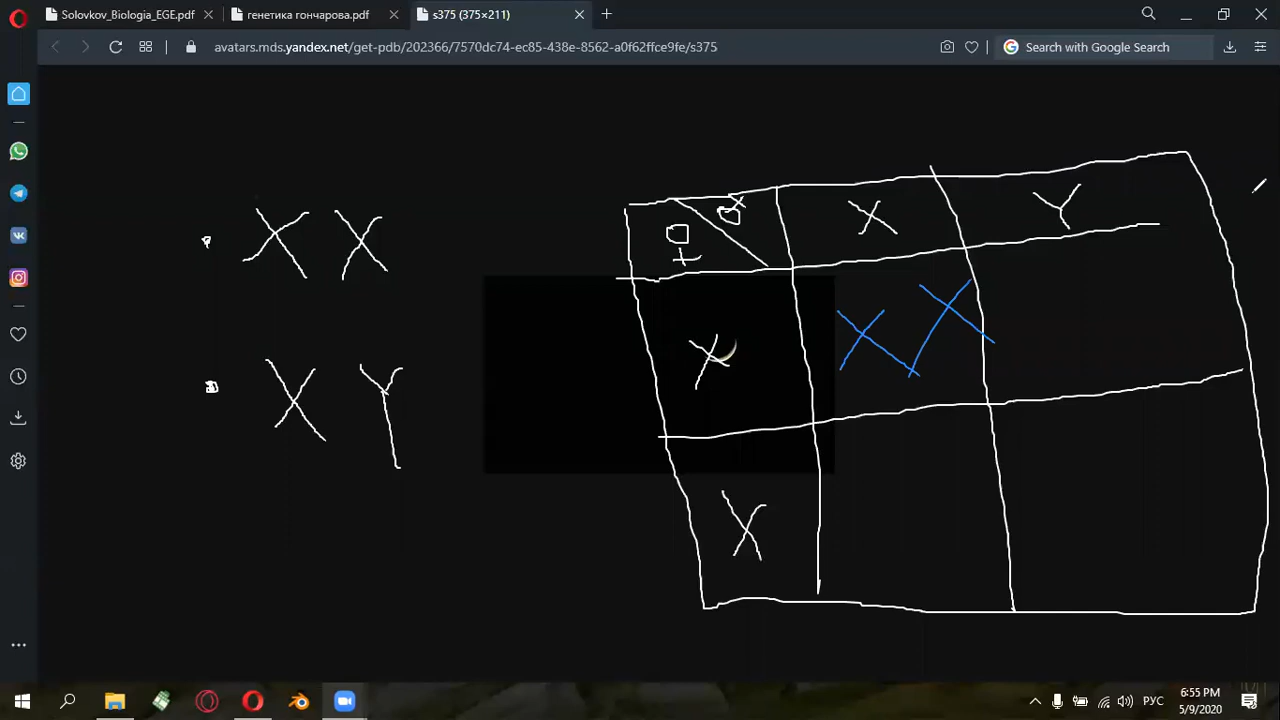 Solovkov_Biologia_EGE.pdf
генетика гончарова.pdf
s375 (375×211)
avatars.mds.yandex.net/get-pdb/202366/7570dc74-ec85-438e-8562-a0f62ffce9fe/s375
Search with Google Search
♀ ♂ X Y
X X
X X X
X Y
X
РУС
6:55 PM
5/9/2020